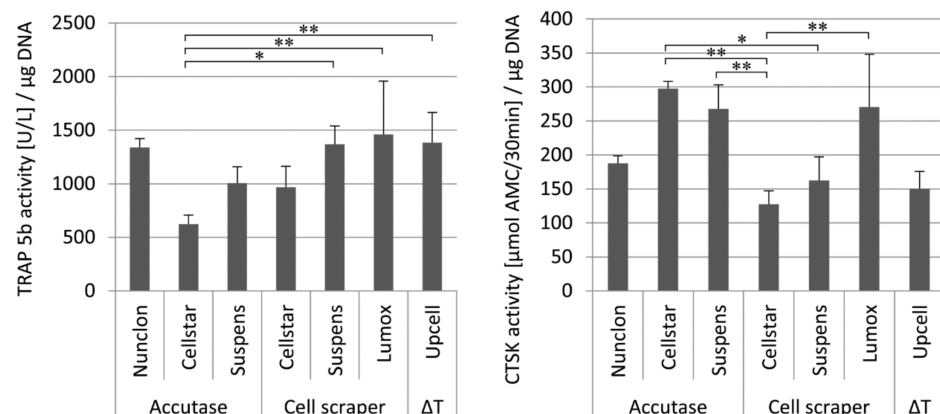 TRAP 5b activity [U/L] / µg DNA
2500
2000
1500
1000
500
0
**
**
*
Nunclon
Cellstar
Suspens
Cellstar
Suspens
Lumox
Upcell
Accutase
Cell scraper
ΔT
CTSK activity [µmol AMC/30min] / µg DNA
400
350
300
250
200
150
100
50
0
*
**
**
**
Nunclon
Cellstar
Suspens
Cellstar
Suspens
Lumox
Upcell
Accutase
Cell scraper
ΔT